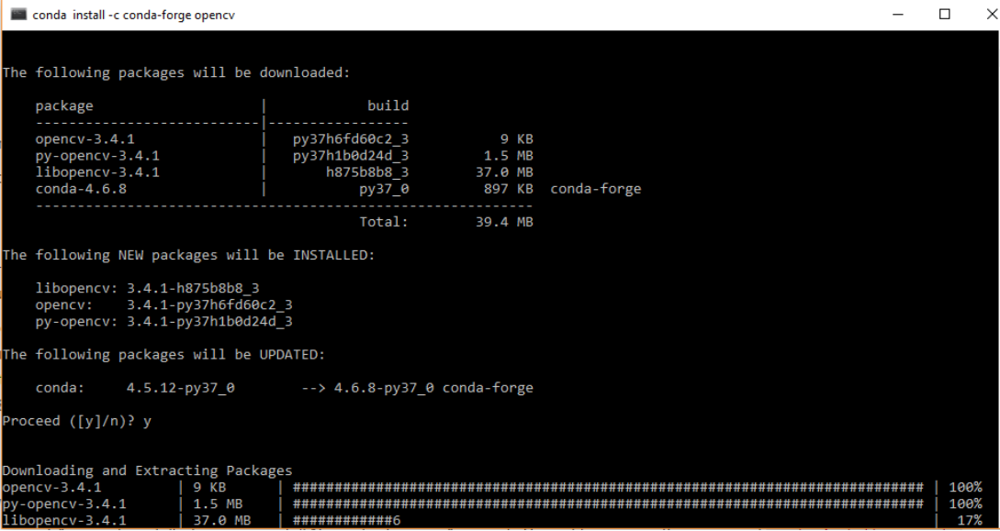 conda install -c conda-forge opencv
The following packages will be downloaded:
package | build
---------------------------|-----------------
opencv-3.4.1 | py37h6fd60c2_3 9 KB
py-opencv-3.4.1 | py37h1b0d24d_3 1.5 MB
libopencv-3.4.1 | h875b8b8_3 37.0 MB
conda-4.6.8 | py37_0 897 KB conda-forge
------------------------------------------------------------
Total: 39.4 MB
The following NEW packages will be INSTALLED:
libopencv: 3.4.1-h875b8b8_3
opencv: 3.4.1-py37h6fd60c2_3
py-opencv: 3.4.1-py37h1b0d24d_3
The following packages will be UPDATED:
conda: 4.5.12-py37_0 --> 4.6.8-py37_0 conda-forge
Proceed ([y]/n)? y
Downloading and Extracting Packages
opencv-3.4.1 | 9 KB | ############################################################################ | 100%
py-opencv-3.4.1 | 1.5 MB | ############################################################################ | 100%
libopencv-3.4.1 | 37.0 MB | ############6 | 17%